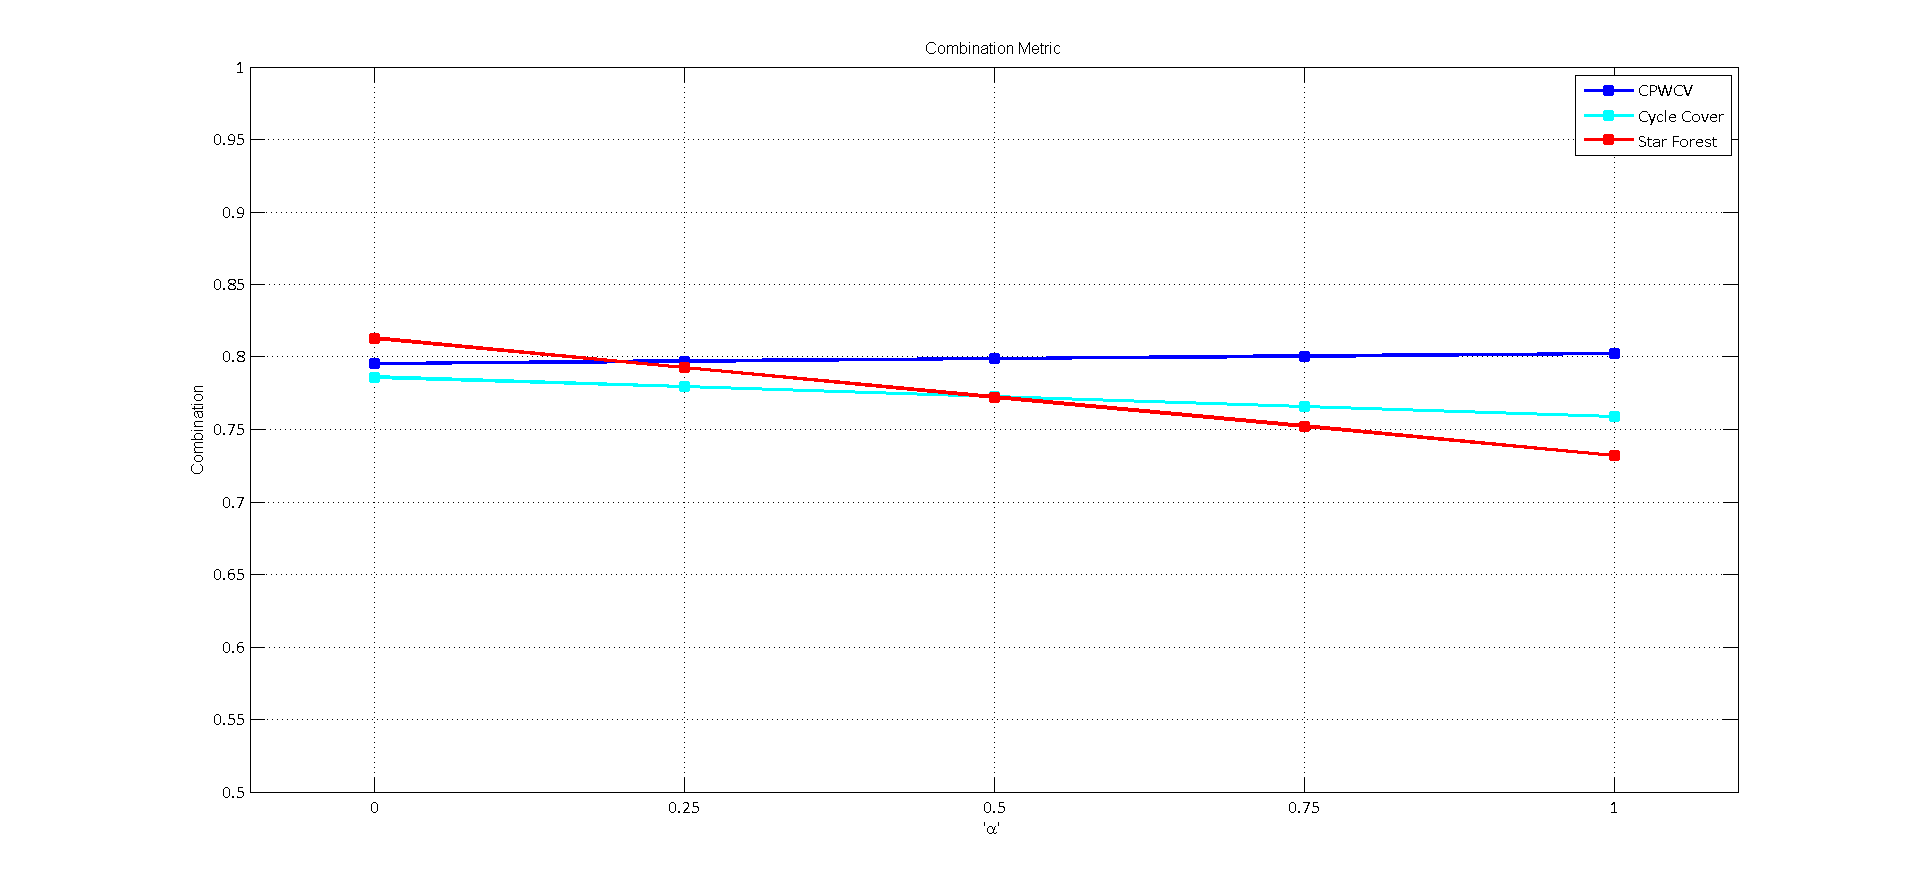 Combination Metric
1
0.95
0.9
0.85
0.8
0.75
0.7
0.65
0.6
0.55
0.5
Combination
CPWCV
Cycle Cover
Star Forest
0
0.25
0.5
0.75
1
'α'